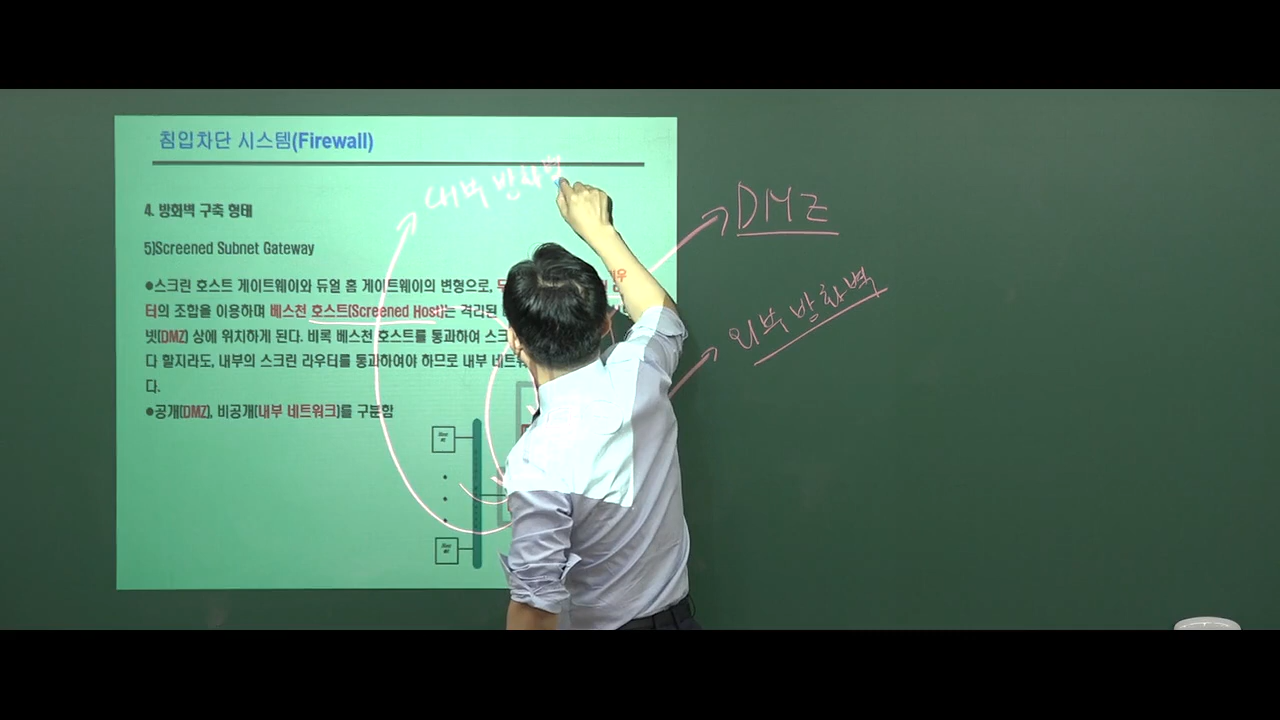 침입차단 시스템(Firewall)
내부 방화벽
DMZ
4. 방화벽 구축 형태
5)Screened Subnet Gateway
●스크린 호스트 게이트웨이와 듀얼 홈 게이트웨이의 변형으로,
터의 조합을 이용하며 베스천 호스트(Screened Host)는 격리된
외부 방화벽
넷(DMZ) 상에 위치하게 된다. 비록 베스천 호스트를 통과하여
다 할지라도, 내부의 스크린 라우터를 통과하여야 하므로 내부
다.
●공개(DMZ), 비공개(내부 네트워크)를 구분함